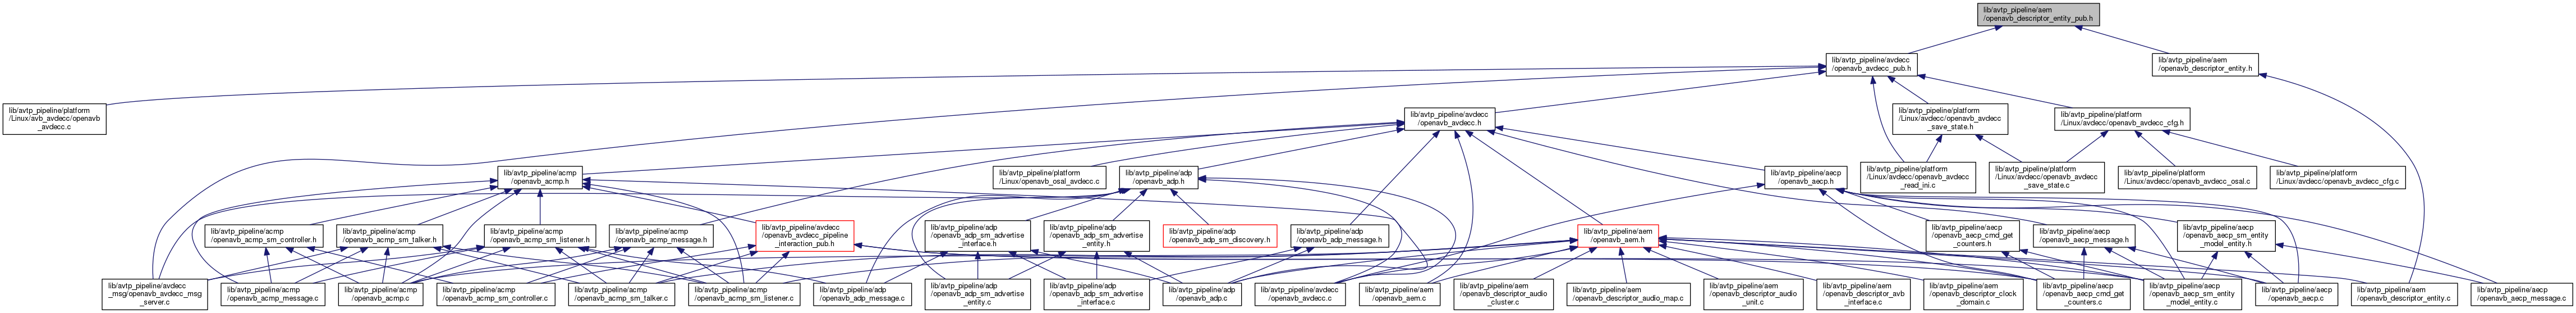 lib/avtp_pipeline/aem
/openavb_descriptor_entity_pub.h
lib/avtp_pipeline/avdecc
/openavb_avdecc_pub.h
lib/avtp_pipeline/aem
/openavb_descriptor_entity.h
lib/avtp_pipeline/platform
/Linux/avb_avdecc/openavb
_avdecc.c
lib/avtp_pipeline/avdecc
/openavb_avdecc.h
lib/avtp_pipeline/platform
/Linux/avdecc/openavb_avdecc
_save_state.h
lib/avtp_pipeline/platform
/Linux/avdecc/openavb_avdecc_cfg.h
lib/avtp_pipeline/acmp
/openavb_acmp.h
lib/avtp_pipeline/platform
/Linux/openavb_osal_avdecc.c
lib/avtp_pipeline/adp
/openavb_adp.h
lib/avtp_pipeline/aecp
/openavb_aecp.h
lib/avtp_pipeline/platform
/Linux/avdecc/openavb_avdecc
_read_ini.c
lib/avtp_pipeline/platform
/Linux/avdecc/openavb_avdecc
_save_state.c
lib/avtp_pipeline/platform
/Linux/avdecc/openavb_avdecc_osal.c
lib/avtp_pipeline/platform
/Linux/avdecc/openavb_avdecc_cfg.c
lib/avtp_pipeline/acmp
/openavb_acmp_sm_controller.h
lib/avtp_pipeline/acmp
/openavb_acmp_sm_talker.h
lib/avtp_pipeline/acmp
/openavb_acmp_sm_listener.h
lib/avtp_pipeline/acmp
/openavb_acmp_message.h
lib/avtp_pipeline/avdecc
/openavb_avdecc_pipeline
_interaction_pub.h
lib/avtp_pipeline/adp
/openavb_adp_sm_advertise
_interface.h
lib/avtp_pipeline/adp
/openavb_adp_sm_advertise
_entity.h
lib/avtp_pipeline/adp
/openavb_adp_sm_discovery.h
lib/avtp_pipeline/adp
/openavb_adp_message.h
lib/avtp_pipeline/aem
/openavb_aem.h
lib/avtp_pipeline/aecp
/openavb_aecp_cmd_get
_counters.h
lib/avtp_pipeline/aecp
/openavb_aecp_message.h
lib/avtp_pipeline/aecp
/openavb_aecp_sm_entity
_model_entity.h
lib/avtp_pipeline/avdecc
_msg/openavb_avdecc_msg
_server.c
lib/avtp_pipeline/acmp
/openavb_acmp_message.c
lib/avtp_pipeline/acmp
/openavb_acmp.c
lib/avtp_pipeline/acmp
/openavb_acmp_sm_controller.c
lib/avtp_pipeline/acmp
/openavb_acmp_sm_talker.c
lib/avtp_pipeline/acmp
/openavb_acmp_sm_listener.c
lib/avtp_pipeline/adp
/openavb_adp_message.c
lib/avtp_pipeline/adp
/openavb_adp_sm_advertise
_entity.c
lib/avtp_pipeline/adp
/openavb_adp_sm_advertise
_interface.c
lib/avtp_pipeline/adp
/openavb_adp.c
lib/avtp_pipeline/avdecc
/openavb_avdecc.c
lib/avtp_pipeline/aem
/openavb_aem.c
lib/avtp_pipeline/aem
/openavb_descriptor_audio
_cluster.c
lib/avtp_pipeline/aem
/openavb_descriptor_audio_map.c
lib/avtp_pipeline/aem
/openavb_descriptor_audio
_unit.c
lib/avtp_pipeline/aem
/openavb_descriptor_avb
_interface.c
lib/avtp_pipeline/aem
/openavb_descriptor_clock
_domain.c
lib/avtp_pipeline/aecp
/openavb_aecp_cmd_get
_counters.c
lib/avtp_pipeline/aecp
/openavb_aecp_sm_entity
_model_entity.c
lib/avtp_pipeline/aecp
/openavb_aecp.c
lib/avtp_pipeline/aem
/openavb_descriptor_entity.c
lib/avtp_pipeline/aecp
/openavb_aecp_message.c